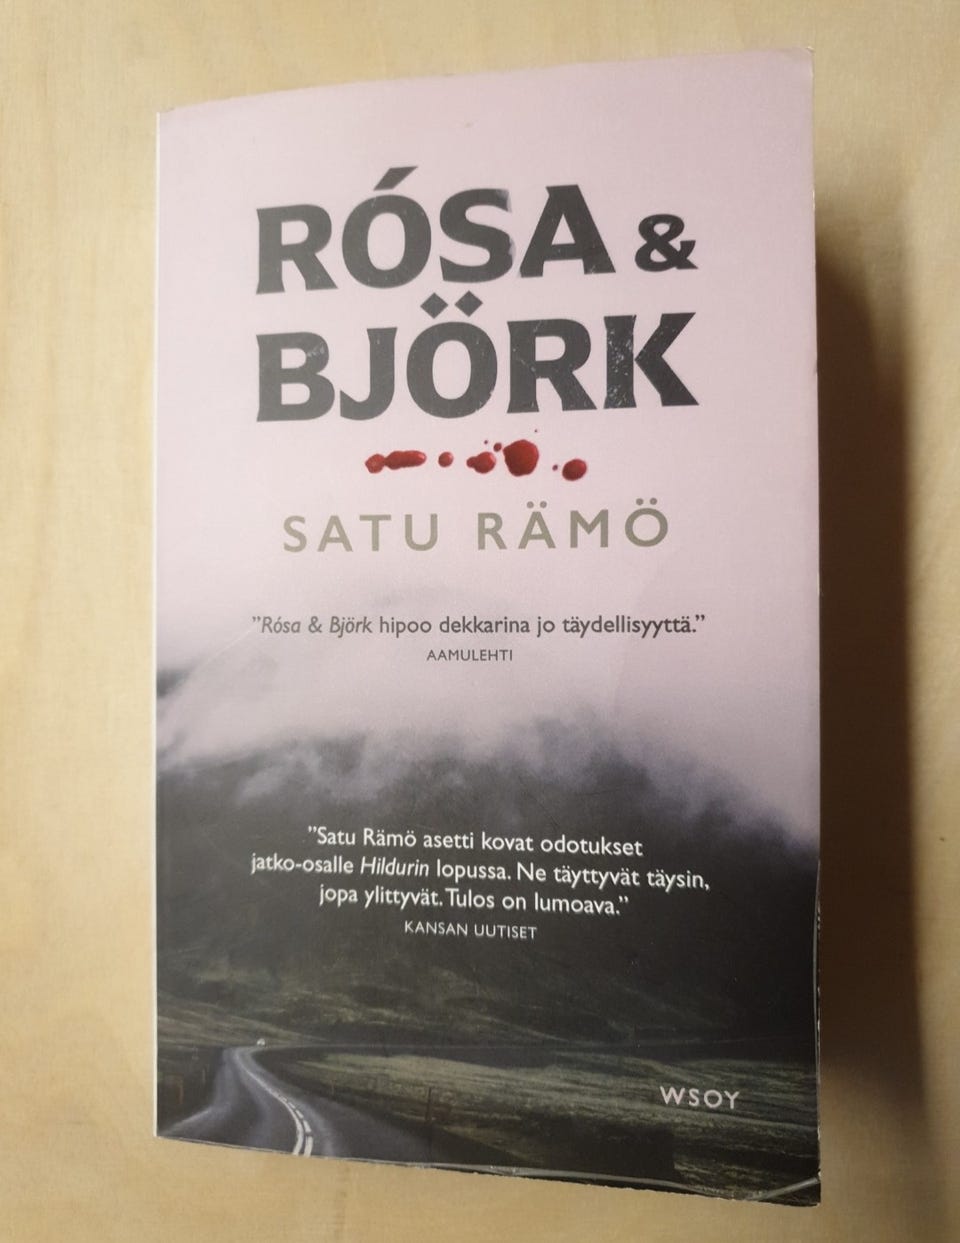 RÓSA &
BJÖRK
SATU RÄMÖ
”Rósa & Björk hipoo dekkarina jo täydellisyyttä.”
AAMULEHTI
”Satu Rämö asetti kovat odotukset
jatko-osalle Hildurin lopussa. Ne täyttyvät täysin,
jopa ylittyvät. Tulos on lumoava.”
KANSAN UUTISET
WSOY